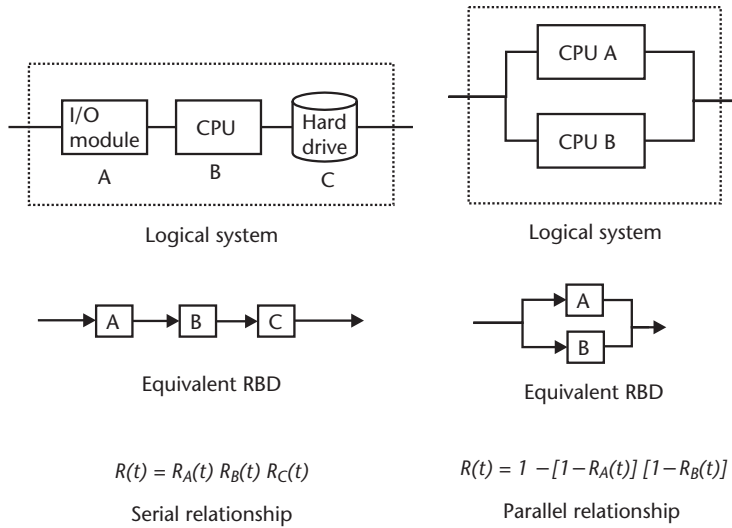 I/O
module
CPU
Hard
drive
A
B
C
Logical system
A
B
C
Equivalent RBD
R(t) = R_A(t) R_B(t) R_C(t)
Serial relationship
CPU A
CPU B
Logical system
A
B
Equivalent RBD
R(t) = 1 –[1–R_A(t)] [1–R_B(t)]
Parallel relationship